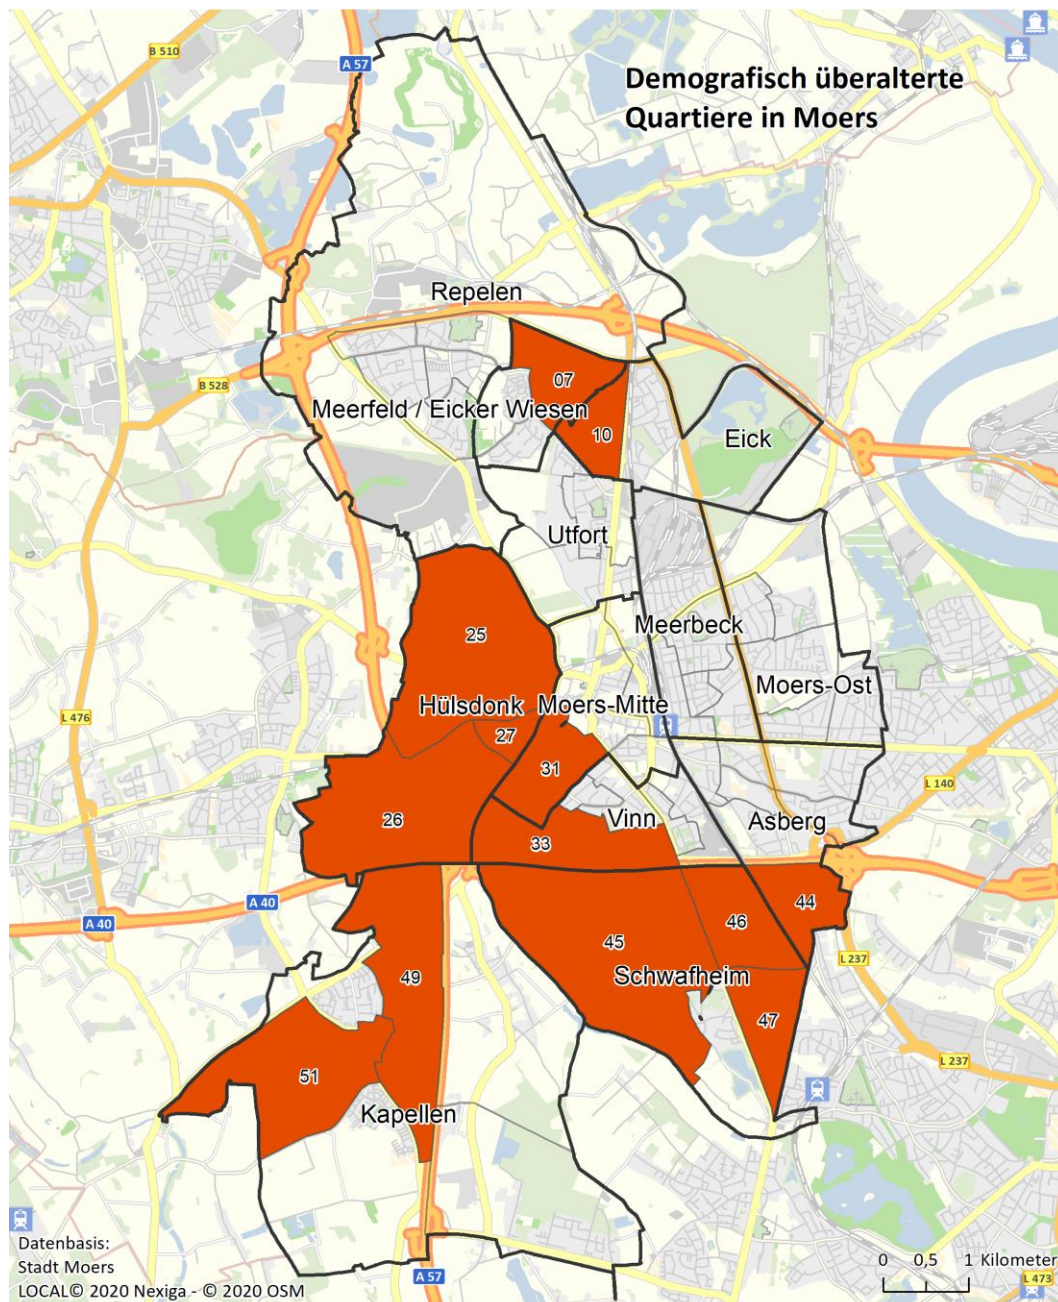 B 510
A 57
Demografisch überalterte
Quartiere in Moers
Repelen
B 528
07
Meerfeld / Eicker Wiesen
10
Eick
Utfort
25
Meerbeck
Moers-Ost
Hülsdonk
Moers-Mitte
L 476
27
31
L 140
26
Vinn
Asberg
33
A 40
A 40
44
46
45
L 237
49
Schwafheim
47
L 237
51
Kapellen
Datenbasis:
Stadt Moers
LOCAL© 2020 Nexiga - © 2020 OSM
A 57
0 0,5 1 Kilometer
L 473